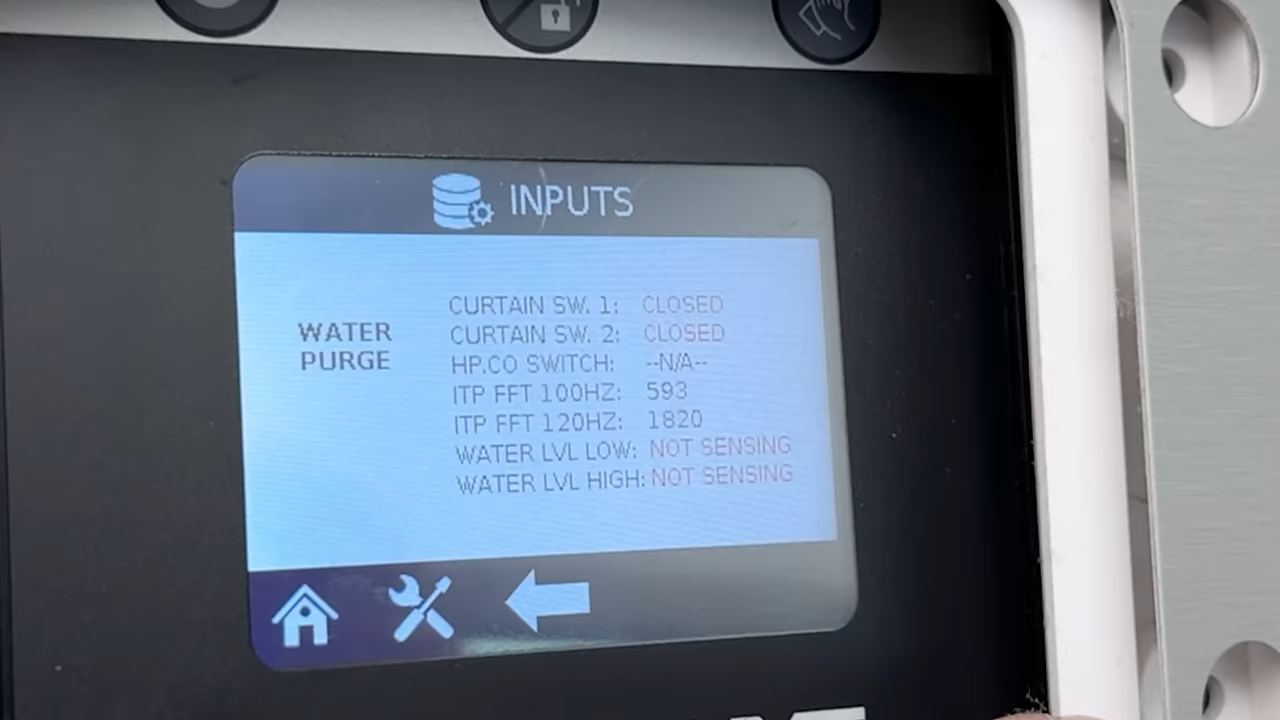 INPUTS
WATER
PURGE
CURTAIN SW. 1: CLOSED
CURTAIN SW. 2: CLOSED
HP.CO SWITCH: --N/A--
ITP FFT 100HZ: 593
ITP FFT 120HZ: 1820
WATER LVL LOW: NOT SENSING
WATER LVL HIGH: NOT SENSING